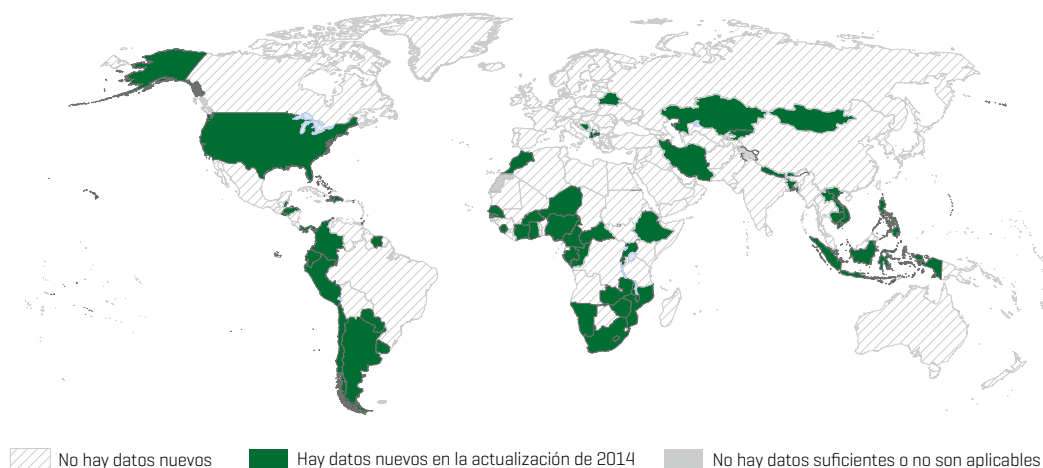 No hay datos nuevos
Hay datos nuevos en la actualización de 2014
No hay datos suficientes o no son aplicables